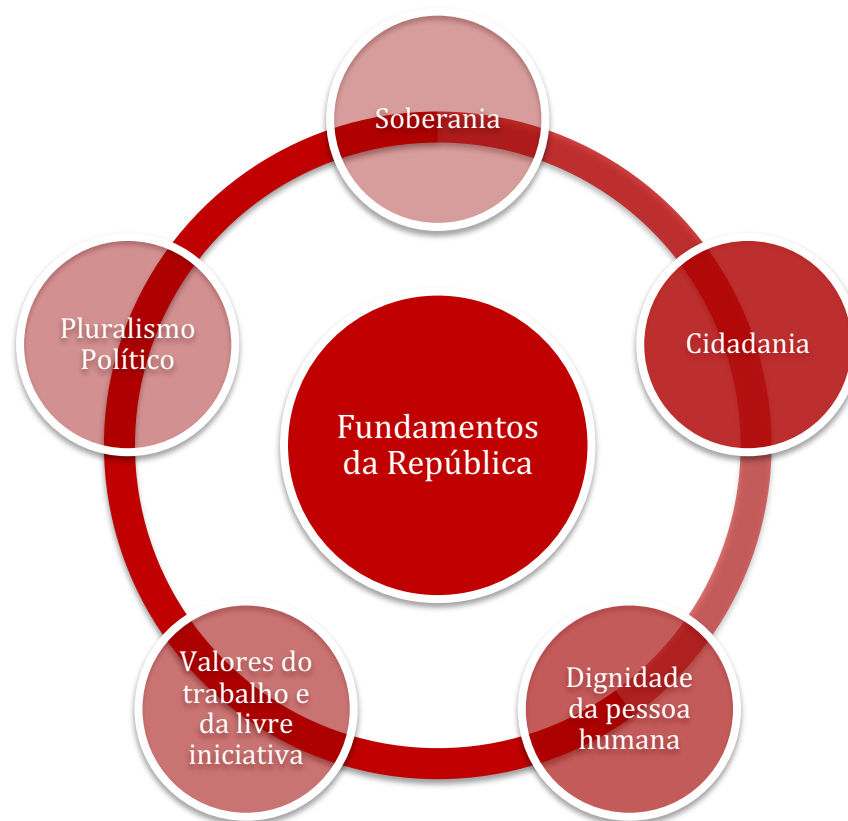 Soberania
Pluralismo
Político
Cidadania
Fundamentos
da República
Valores do
trabalho e
da livre
iniciativa
Dignidade
da pessoa
humana